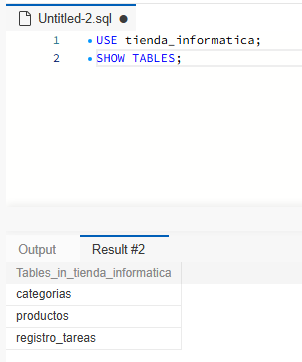 Untitled-2.sql
1 USE tienda_informatica;
2 SHOW TABLES;
Output Result #2
Tables_in_tienda_informatica
categorias
productos
registro_tareas